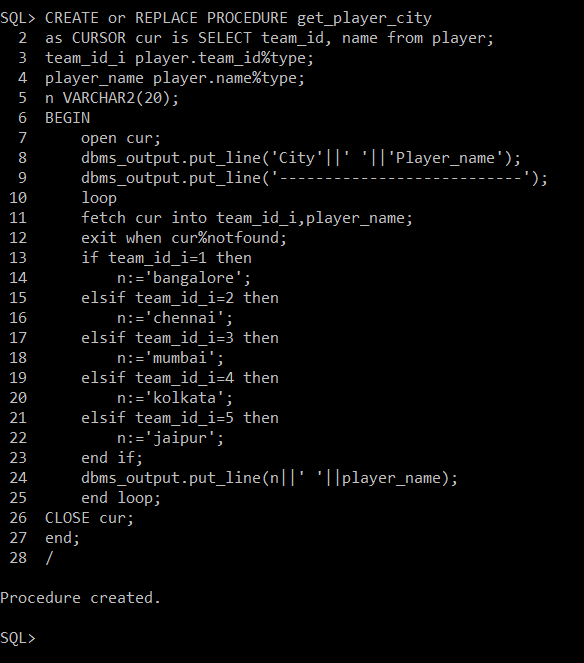 SQL> CREATE or REPLACE PROCEDURE get_player_city
  2  as CURSOR cur is SELECT team_id, name from player;
  3  team_id_i player.team_id%type;
  4  player_name player.name%type;
  5  n VARCHAR2(20);
  6  BEGIN
  7      open cur;
  8      dbms_output.put_line('City'||' '||'Player_name');
  9      dbms_output.put_line('---------------------------');
 10      loop
 11      fetch cur into team_id_i,player_name;
 12      exit when cur%notfound;
 13      if team_id_i=1 then
 14          n:='bangalore';
 15      elsif team_id_i=2 then
 16          n:='chennai';
 17      elsif team_id_i=3 then
 18          n:='mumbai';
 19      elsif team_id_i=4 then
 20          n:='kolkata';
 21      elsif team_id_i=5 then
 22          n:='jaipur';
 23      end if;
 24      dbms_output.put_line(n||' '||player_name);
 25      end loop;
 26  CLOSE cur;
 27  end;
 28  /
Procedure created.
SQL>